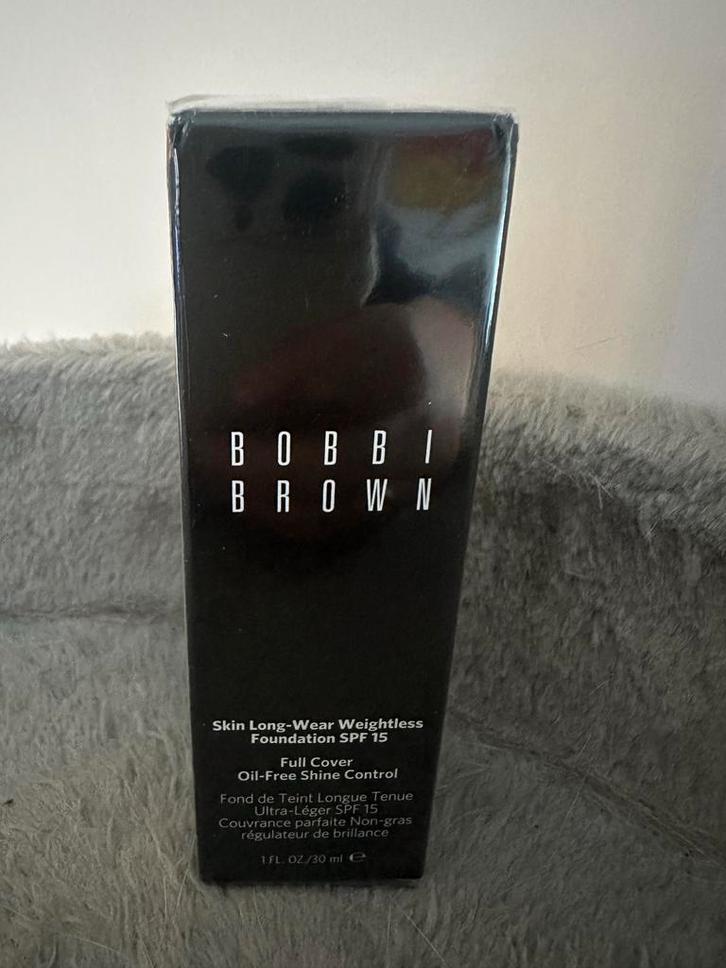 BOBBI
BROWN
Skin Long-Wear Weightless
Foundation SPF 15
Full Cover
Oil-Free Shine Control
Fond de Teint Longue Tenue
Ultra-Léger SPF 15
Couvrance parfaite Non-gras
régulateur de brillance
1 FL. OZ./30 ml ℮